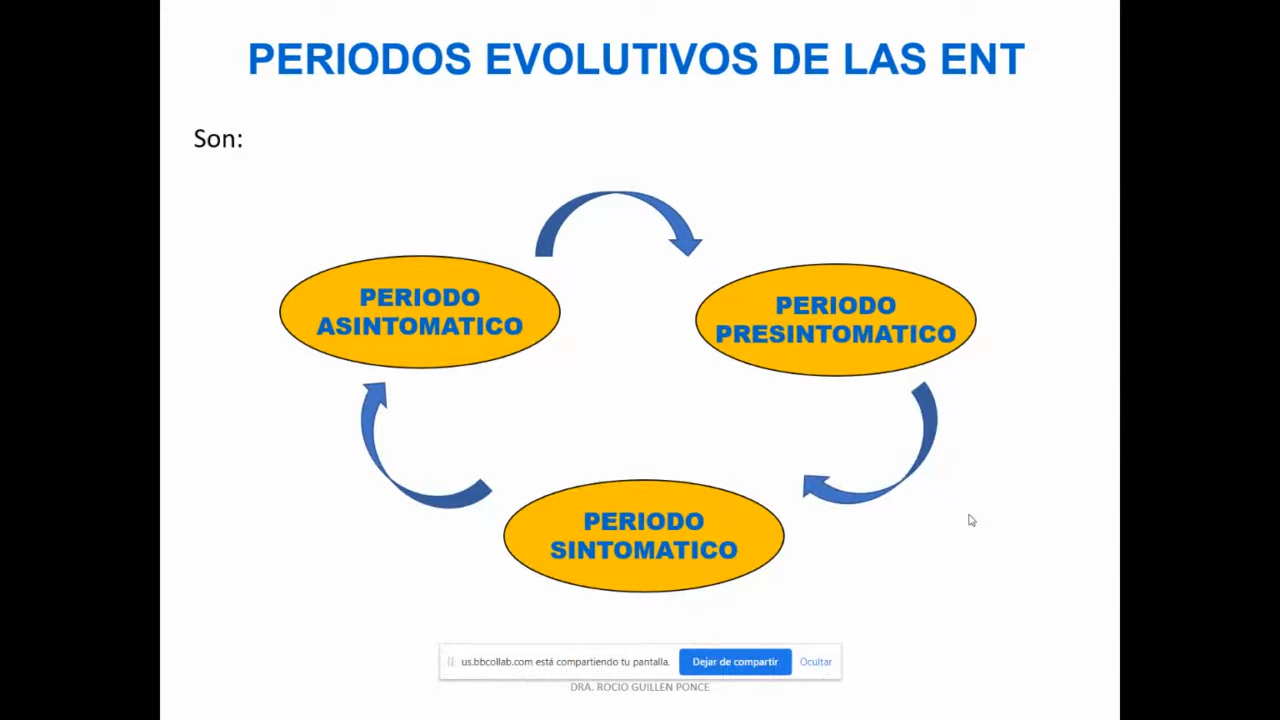 PERIODOS EVOLUTIVOS DE LAS ENT
Son:
PERIODO
ASINTOMATICO
PERIODO
PRESINTOMATICO
PERIODO
SINTOMATICO
us.bbcollab.com está compartiendo tu pantalla.
Dejar de compartir
Ocultar
DRA. ROCIO GUILLEN PONCE